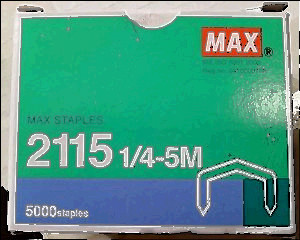 MAX®
MAX STAPLES
2115 1/4-5M
5000staples